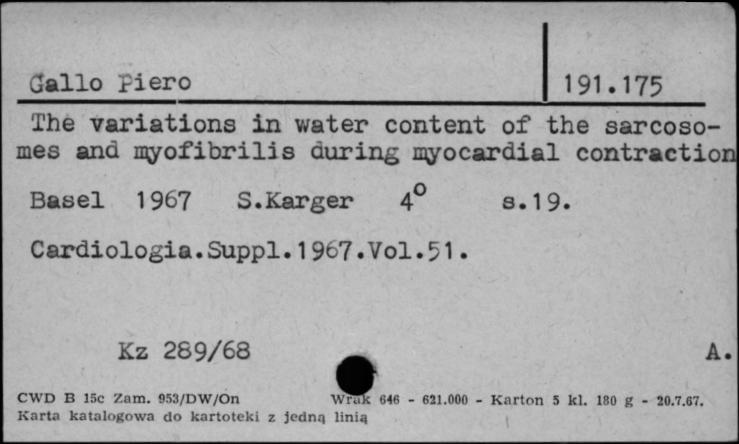 Gallo Piero 191.175
The variations in water content of the sarcoso-
mes and myofibrilis during myocardial contraction
Basel 1967 S.Karger 4° s.19.
Cardiologia.Suppl.1967.Vol.51.
Kz 289/68 A.
CWD B 15c Zam. 953/DW/On Wrak 646 - 621.000 - Karton 5 kl. 180 g - 20.7.67.
Karta katalogowa do kartoteki z jedną linią